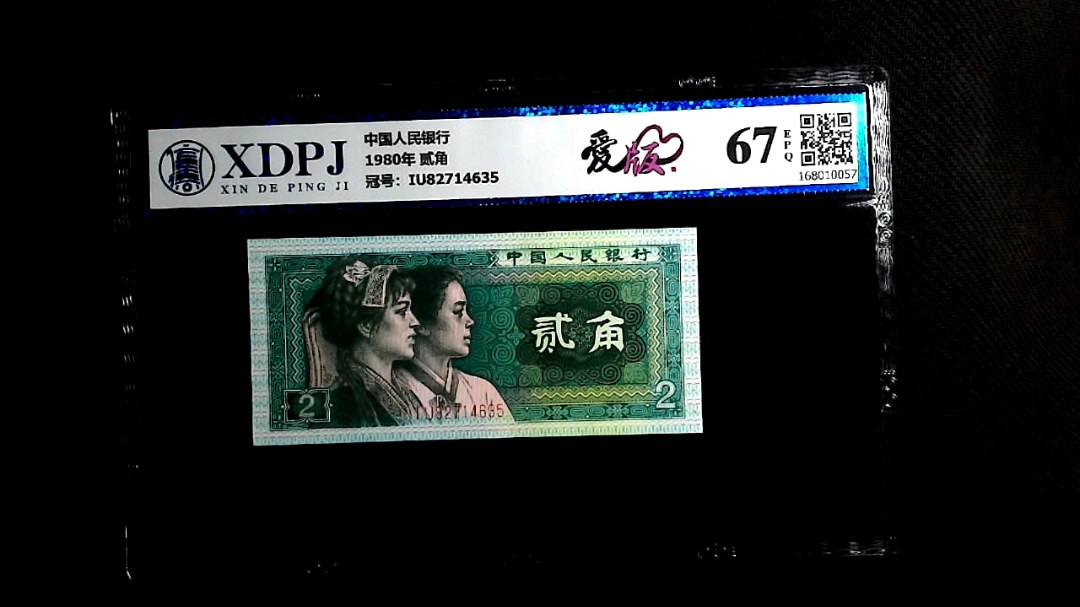 XDPJ
XIN DE PING JI
中国人民银行
1980年 贰角
冠号：IU82714635
爱版
67
EPQ
168010057
中国人民银行
贰角
2
2
IU82714635